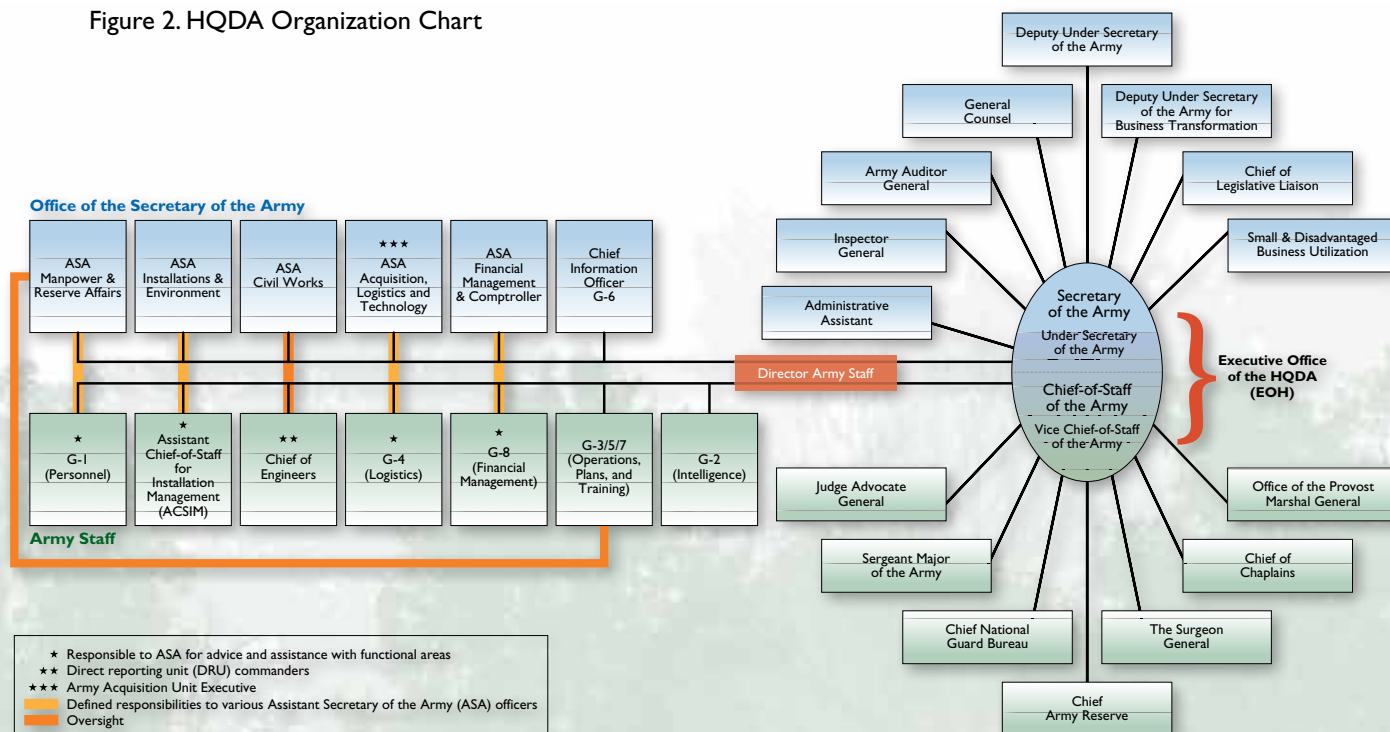 Figure 2. HQDA Organization Chart
Deputy Under Secretary
of the Army
General
Counsel
Deputy Under Secretary
of the Army for
Business Transformation
Army Auditor
General
Chief of
Legislative Liaison
Inspector
General
Small & Disadvantaged
Business Utilization
Administrative
Assistant
Office of the Secretary of the Army
ASA
Manpower &
Reserve Affairs
ASA
Installations &
Environment
ASA
Civil Works
★★★
ASA
Acquisition,
Logistics and
Technology
ASA
Financial
Management
& Comptroller
Chief
Information
Officer
G-6
Director Army Staff
Secretary
of the Army
Under Secretary
of the Army
Chief-of-Staff
of the Army
Vice Chief-of-Staff
of the Army
Executive Office
of the HQDA
(EOH)
★
G-1
(Personnel)
★
Assistant
Chief-of-Staff
for
Installation
Management
(ACSIM)
★★
Chief of
Engineers
★
G-4
(Logistics)
★
G-8
(Financial
Management)
G-3/5/7
(Operations,
Plans, and
Training)
G-2
(Intelligence)
Army Staff
Judge Advocate
General
Office of the Provost
Marshal General
Sergeant Major
of the Army
Chief of
Chaplains
Chief National
Guard Bureau
The Surgeon
General
Chief
Army Reserve
★ Responsible to ASA for advice and assistance with functional areas
★★ Direct reporting unit (DRU) commanders
★★★ Army Acquisition Unit Executive
Defined responsibilities to various Assistant Secretary of the Army (ASA) officers
Oversight